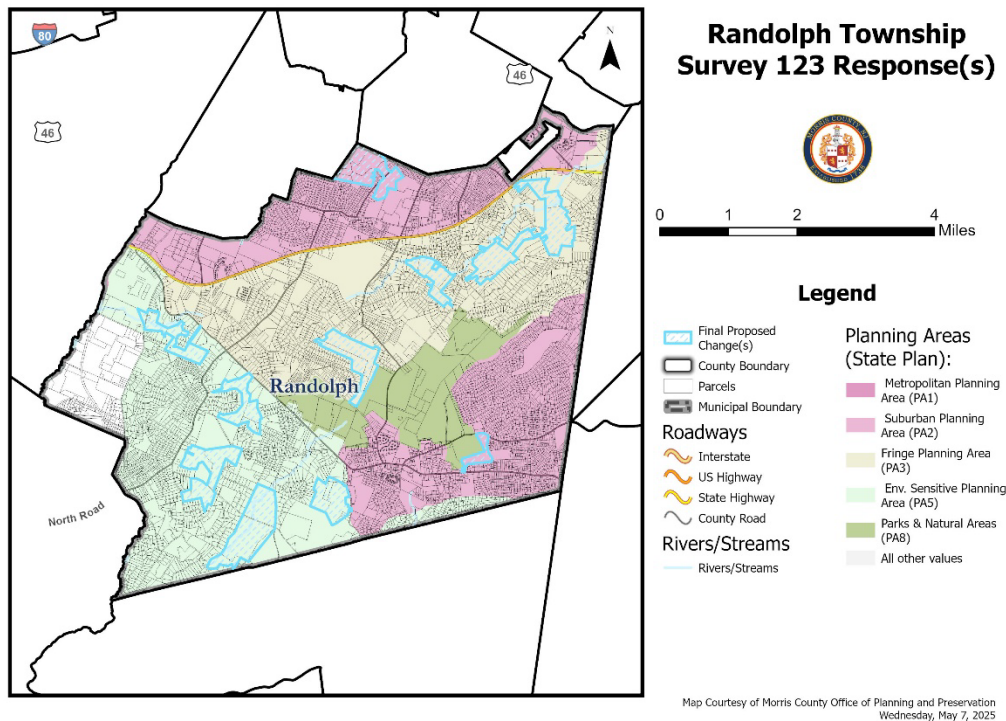 Randolph Township
Survey 123 Response(s)
80
N
46
46
MORRIS COUNTY, NJ
0 1 2 4
Miles
Randolph
North Road
Legend
Final Proposed
Change(s)
County Boundary
Parcels
Municipal Boundary
Roadways
Interstate
US Highway
State Highway
County Road
Rivers/Streams
Rivers/Streams
Planning Areas
(State Plan):
Metropolitan Planning
Area (PA1)
Suburban Planning
Area (PA2)
Fringe Planning Area
(PA3)
Env. Sensitive Planning
Area (PA5)
Parks & Natural Areas
(PA8)
All other values
Map Courtesy of Morris County Office of Planning and Preservation
Wednesday, May 7, 2025